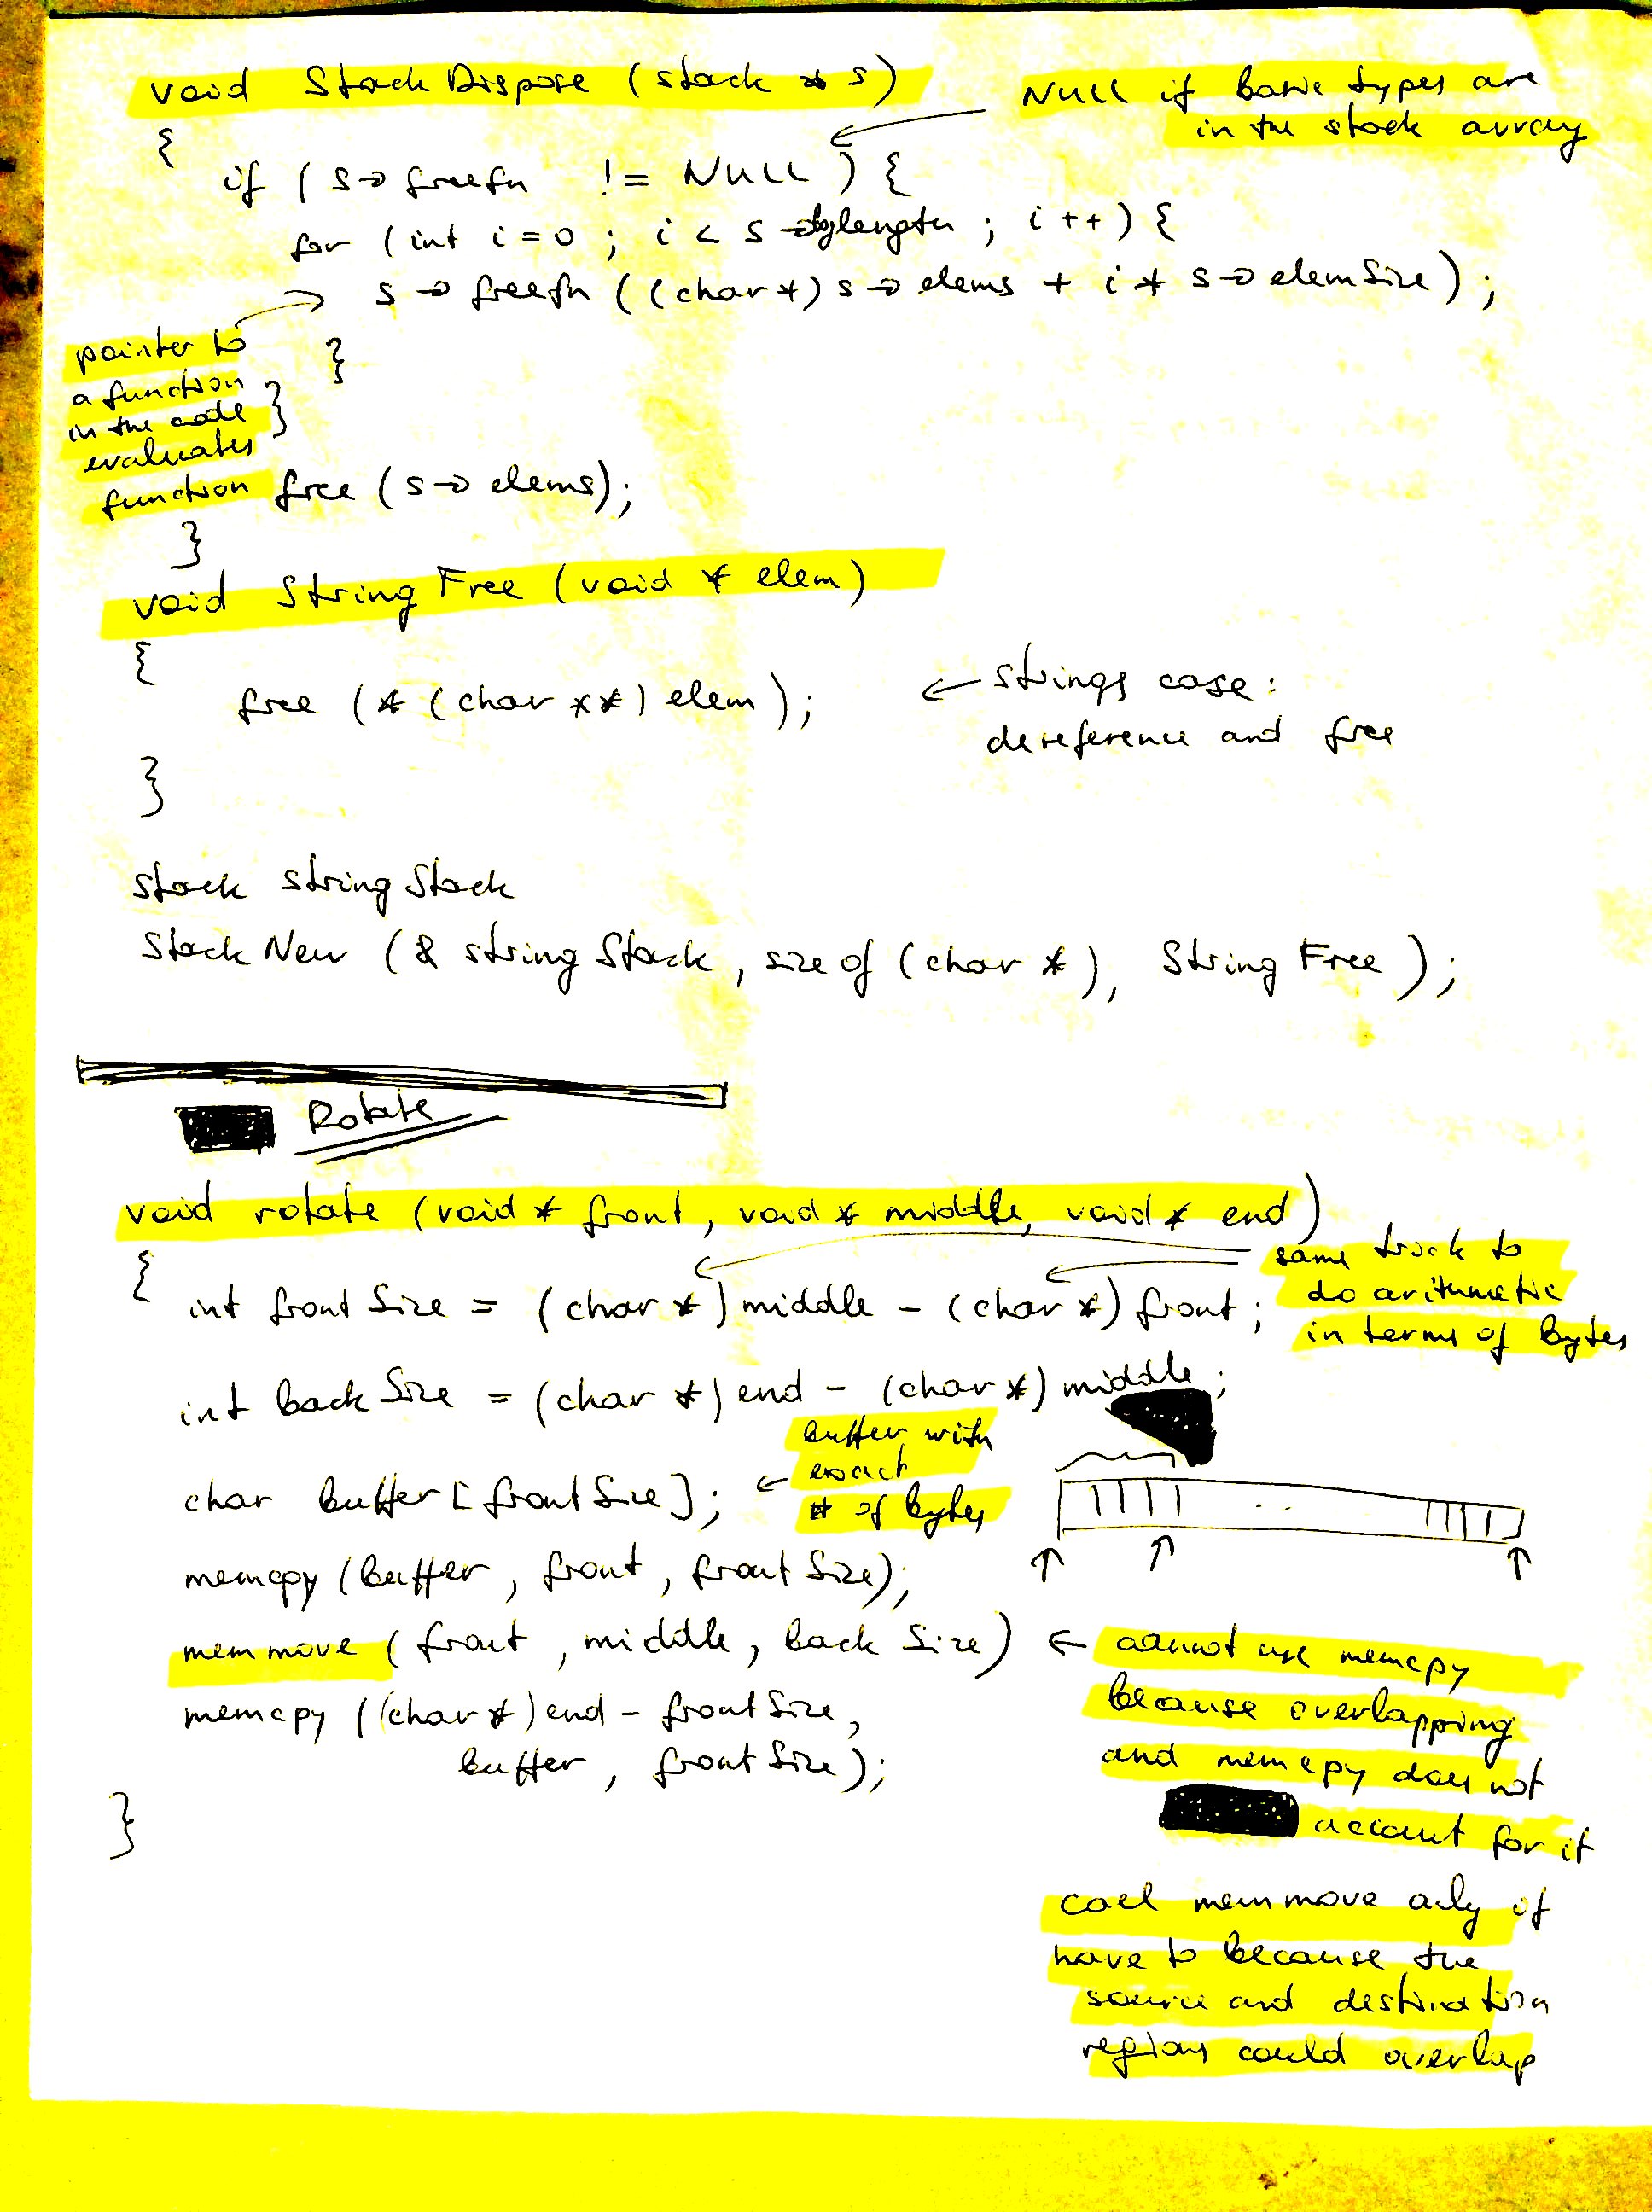 void StackDispose (stack * s)
NULL if basic types are
in the stack array
{
if (s → freefn != NULL) {
for (int i = 0 ; i < s → loglength ; i ++) {
s → freefn ((char*) s → elems + i * s → elemSize) ;
pointer to
a function
in the code
evaluates
function
}
}
free (s → elems);
}
void StringFree (void * elem)
{
free (* (char **) elem );
← strings case:
dereference and free
}
stack stringStack
StackNew (& stringStack, sizeof (char *), StringFree );
Rotate
void rotate (void * front, void * middle, void * end)
same trick to
do arithmetic
in terms of bytes
{
int frontSize = (char *) middle - (char *) front ;
int backSize = (char *) end - (char *) middle ;
char buffer [frontSize];
← buffer with
exact
# of bytes
memcpy (buffer, front, frontSize);
memmove (front, middle, backSize)
← cannot use memcpy
because overlapping
and memcpy does not
account for it
memcpy ((char *) end - frontSize,
buffer, frontSize);
}
call memmove only if
have to because the
source and destination
regions could overlap